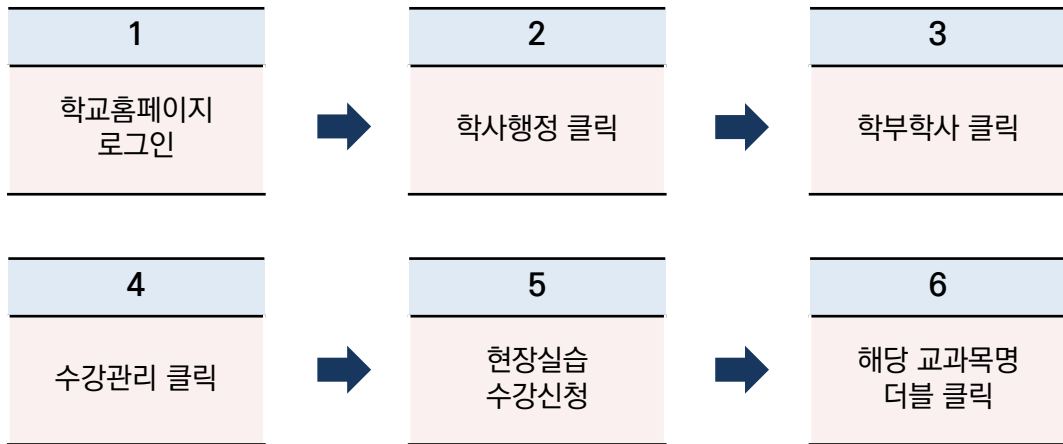 1
학교홈페이지
로그인
2
학사행정 클릭
3
학부학사 클릭
4
수강관리 클릭
5
현장실습
수강신청
6
해당 교과목명
더블 클릭